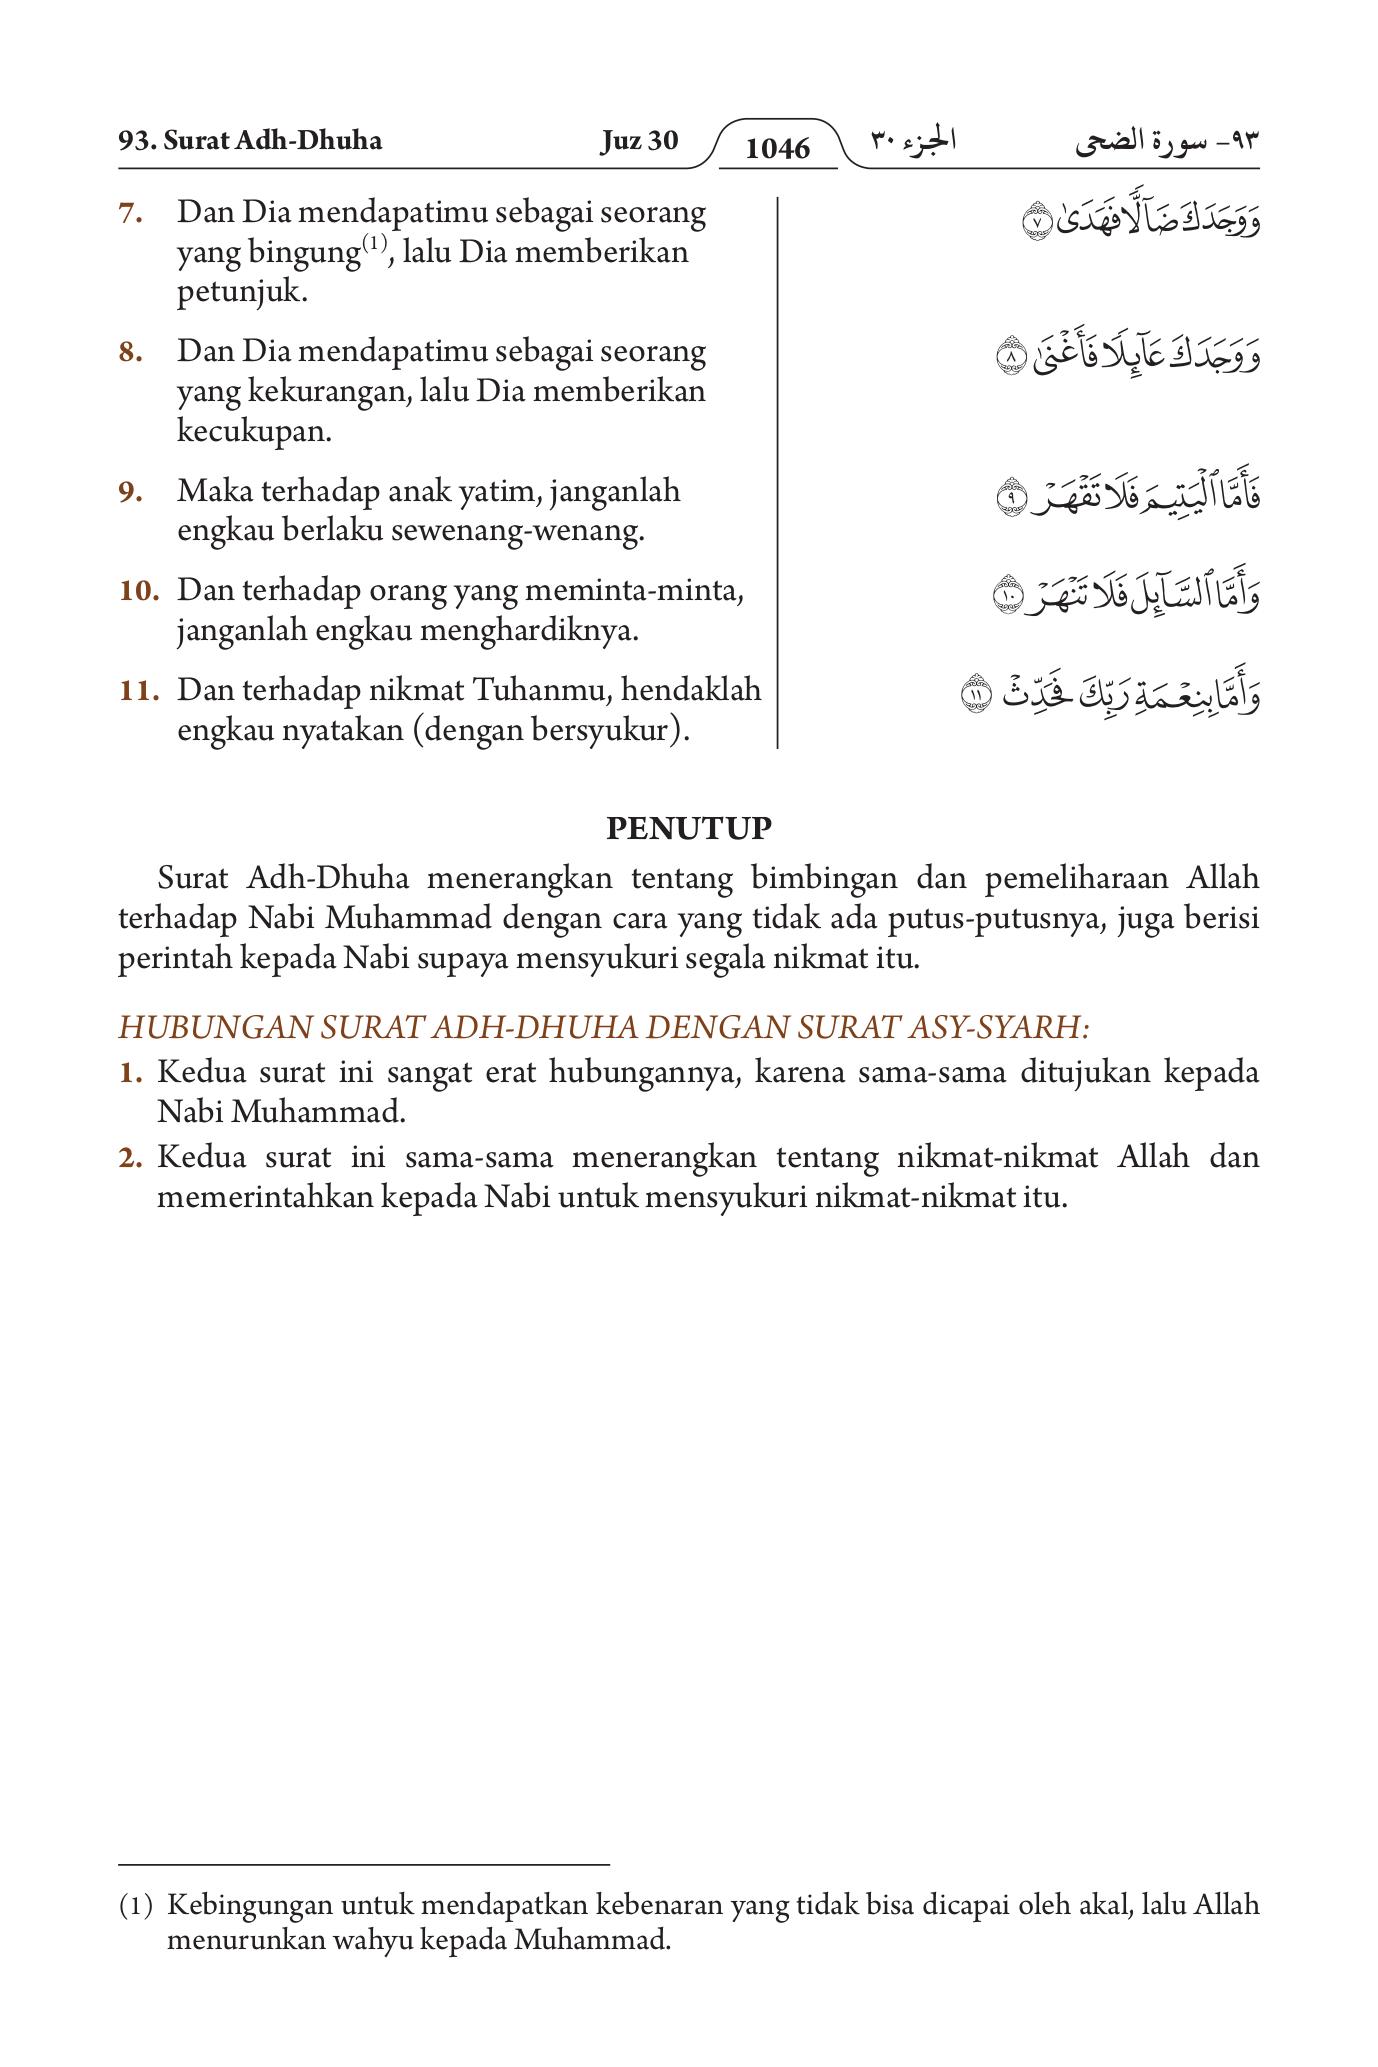 93. Surat Adh-Dhuha Juz 30 1046 الجزء ٣٠ ٩٣- سورة الضحى
7. Dan Dia mendapatimu sebagai seorang
yang bingung(1), lalu Dia memberikan
petunjuk.
وَوَجَدَكَ ضَآلًّا فَهَدَىٰ ٧
8. Dan Dia mendapatimu sebagai seorang
yang kekurangan, lalu Dia memberikan
kecukupan.
وَوَجَدَكَ عَآئِلًا فَأَغْنَىٰ ٨
9. Maka terhadap anak yatim, janganlah
engkau berlaku sewenang-wenang.
فَأَمَّا ٱلْيَتِيمَ فَلَا تَقْهَرْ ٩
10. Dan terhadap orang yang meminta-minta,
janganlah engkau menghardiknya.
وَأَمَّا ٱلسَّآئِلَ فَلَا تَنْهَرْ ١٠
11. Dan terhadap nikmat Tuhanmu, hendaklah
engkau nyatakan (dengan bersyukur).
وَأَمَّا بِنِعْمَةِ رَبِّكَ فَحَدِّثْ ١١
PENUTUP
Surat Adh-Dhuha menerangkan tentang bimbingan dan pemeliharaan Allah
terhadap Nabi Muhammad dengan cara yang tidak ada putus-putusnya, juga berisi
perintah kepada Nabi supaya mensyukuri segala nikmat itu.
HUBUNGAN SURAT ADH-DHUHA DENGAN SURAT ASY-SYARH:
1. Kedua surat ini sangat erat hubungannya, karena sama-sama ditujukan kepada
Nabi Muhammad.
2. Kedua surat ini sama-sama menerangkan tentang nikmat-nikmat Allah dan
memerintahkan kepada Nabi untuk mensyukuri nikmat-nikmat itu.
(1) Kebingungan untuk mendapatkan kebenaran yang tidak bisa dicapai oleh akal, lalu Allah
menurunkan wahyu kepada Muhammad.